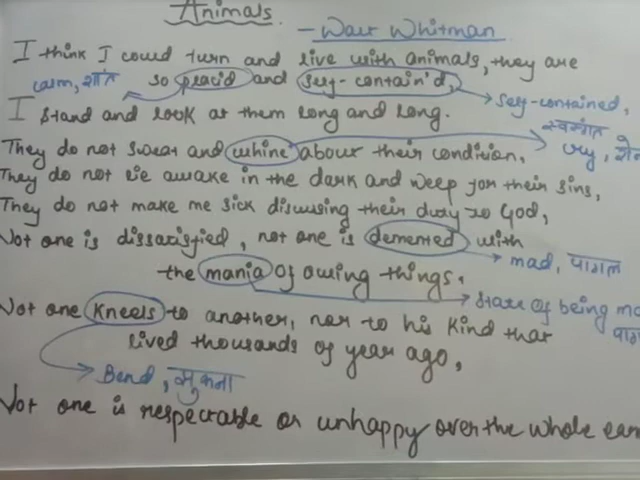 Animals.
- Walt Whitman
I think I could turn and live with animals, they are
calm, शांत so placid and self-contain'd,
self-contained,
I stand and look at them long and long.
स्वतंत्र
They do not sweat and whine about their condition,
cry,
They do not lie awake in the dark and weep for their sins,
They do not make me sick discussing their duty to God,
Not one is dissatisfied, not one is demented with
mad, पागल
the mania of owing things.
state of being
Not one kneels to another, nor to his kind that
lived thousands of year ago,
Bend, झुकना
Not one is respectable or unhappy over the whole